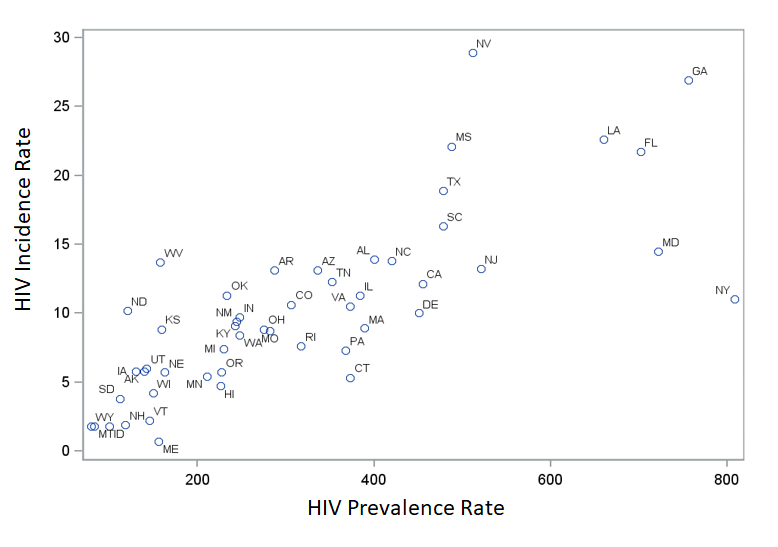 30
NV
GA
25
LA
MS
FL
20
TX
SC
15
MD
WV
AL
NC
NJ
AR
AZ
TN
CA
NY
OK
IL
ND
CO
VA
10
DE
NM
IN
KS
OH
MA
KY
WA
MO
RI
PA
MI
UT
NE
OR
CT
IA
AK
5
MN
SD
WI
HI
VT
WY
NH
MTID
0
ME
200
400
600
800
HIV Incidence Rate
HIV Prevalence Rate